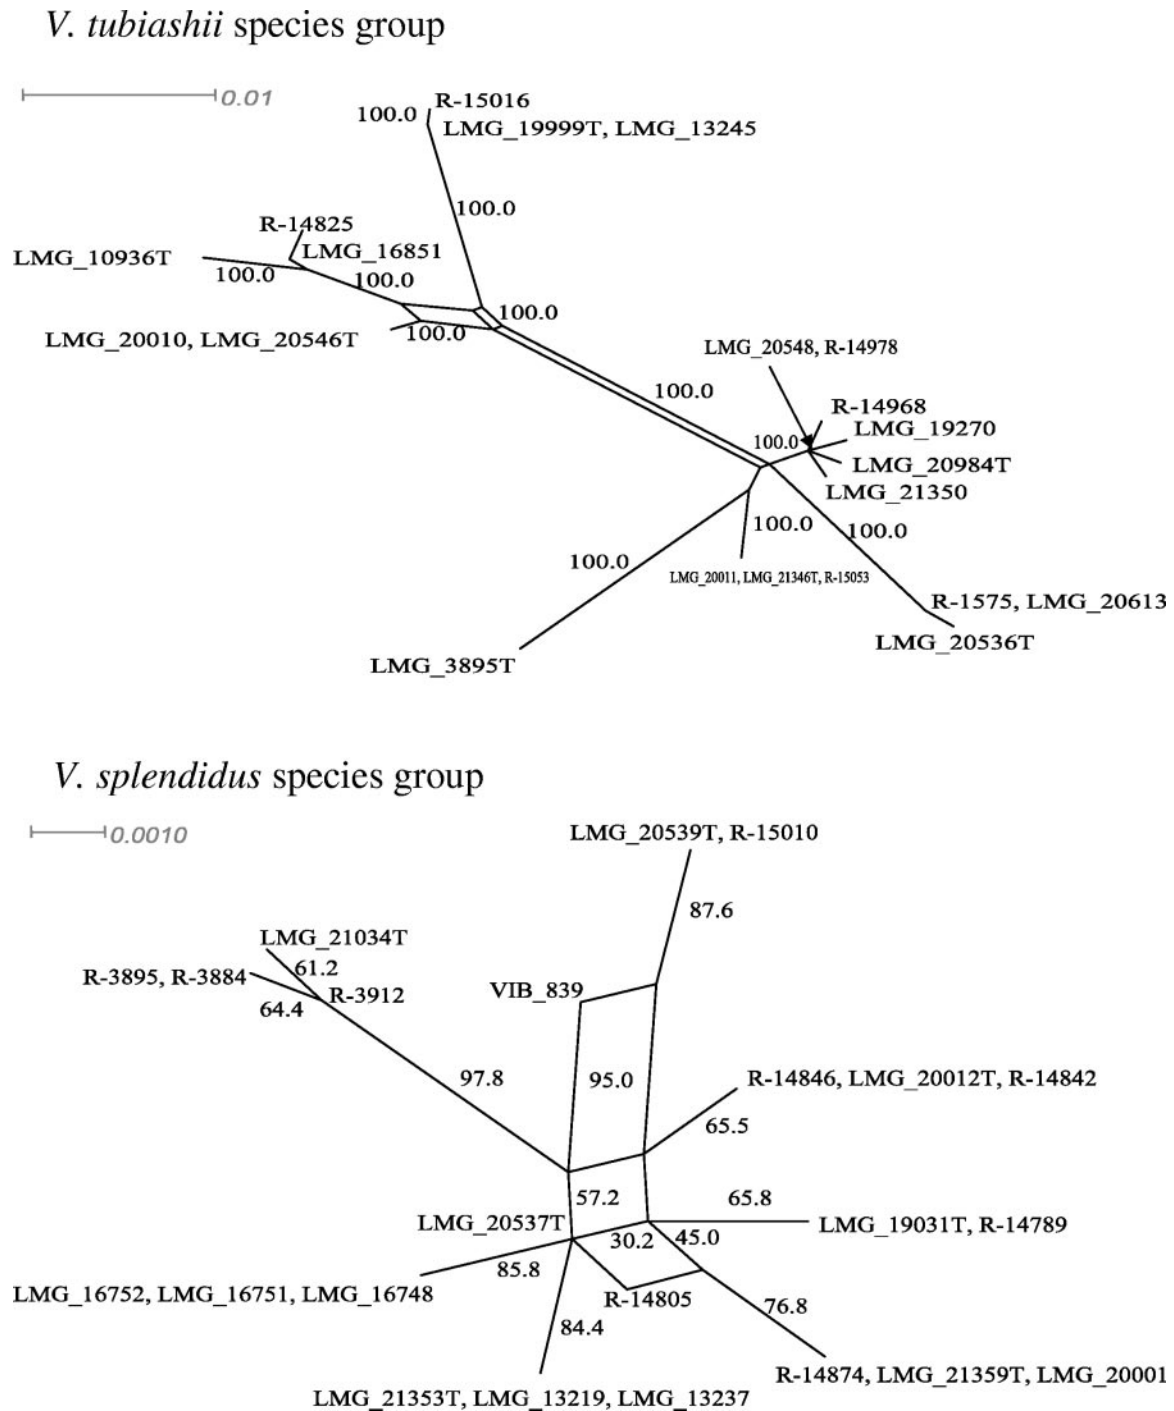 V. tubiashii species group
0.01
R-15016
100.0
LMG_19999T, LMG_13245
100.0
R-14825
LMG_16851
LMG_10936T
100.0
100.0
100.0
100.0
LMG_20010, LMG_20546T
LMG_20548, R-14978
100.0
R-14968
LMG_19270
100.0
LMG_20984T
LMG_21350
100.0
100.0
100.0
LMG_20011, LMG_21346T, R-15053
R-1575, LMG_20613
LMG_20536T
LMG_3895T
V. splendidus species group
0.0010
LMG_20539T, R-15010
87.6
LMG_21034T
61.2
R-3895, R-3884
R-3912
64.4
VIB_839
97.8
95.0
R-14846, LMG_20012T, R-14842
65.5
57.2
65.8
LMG_20537T
LMG_19031T, R-14789
30.2
45.0
85.8
LMG_16752, LMG_16751, LMG_16748
R-14805
76.8
84.4
R-14874, LMG_21359T, LMG_20001
LMG_21353T, LMG_13219, LMG_13237